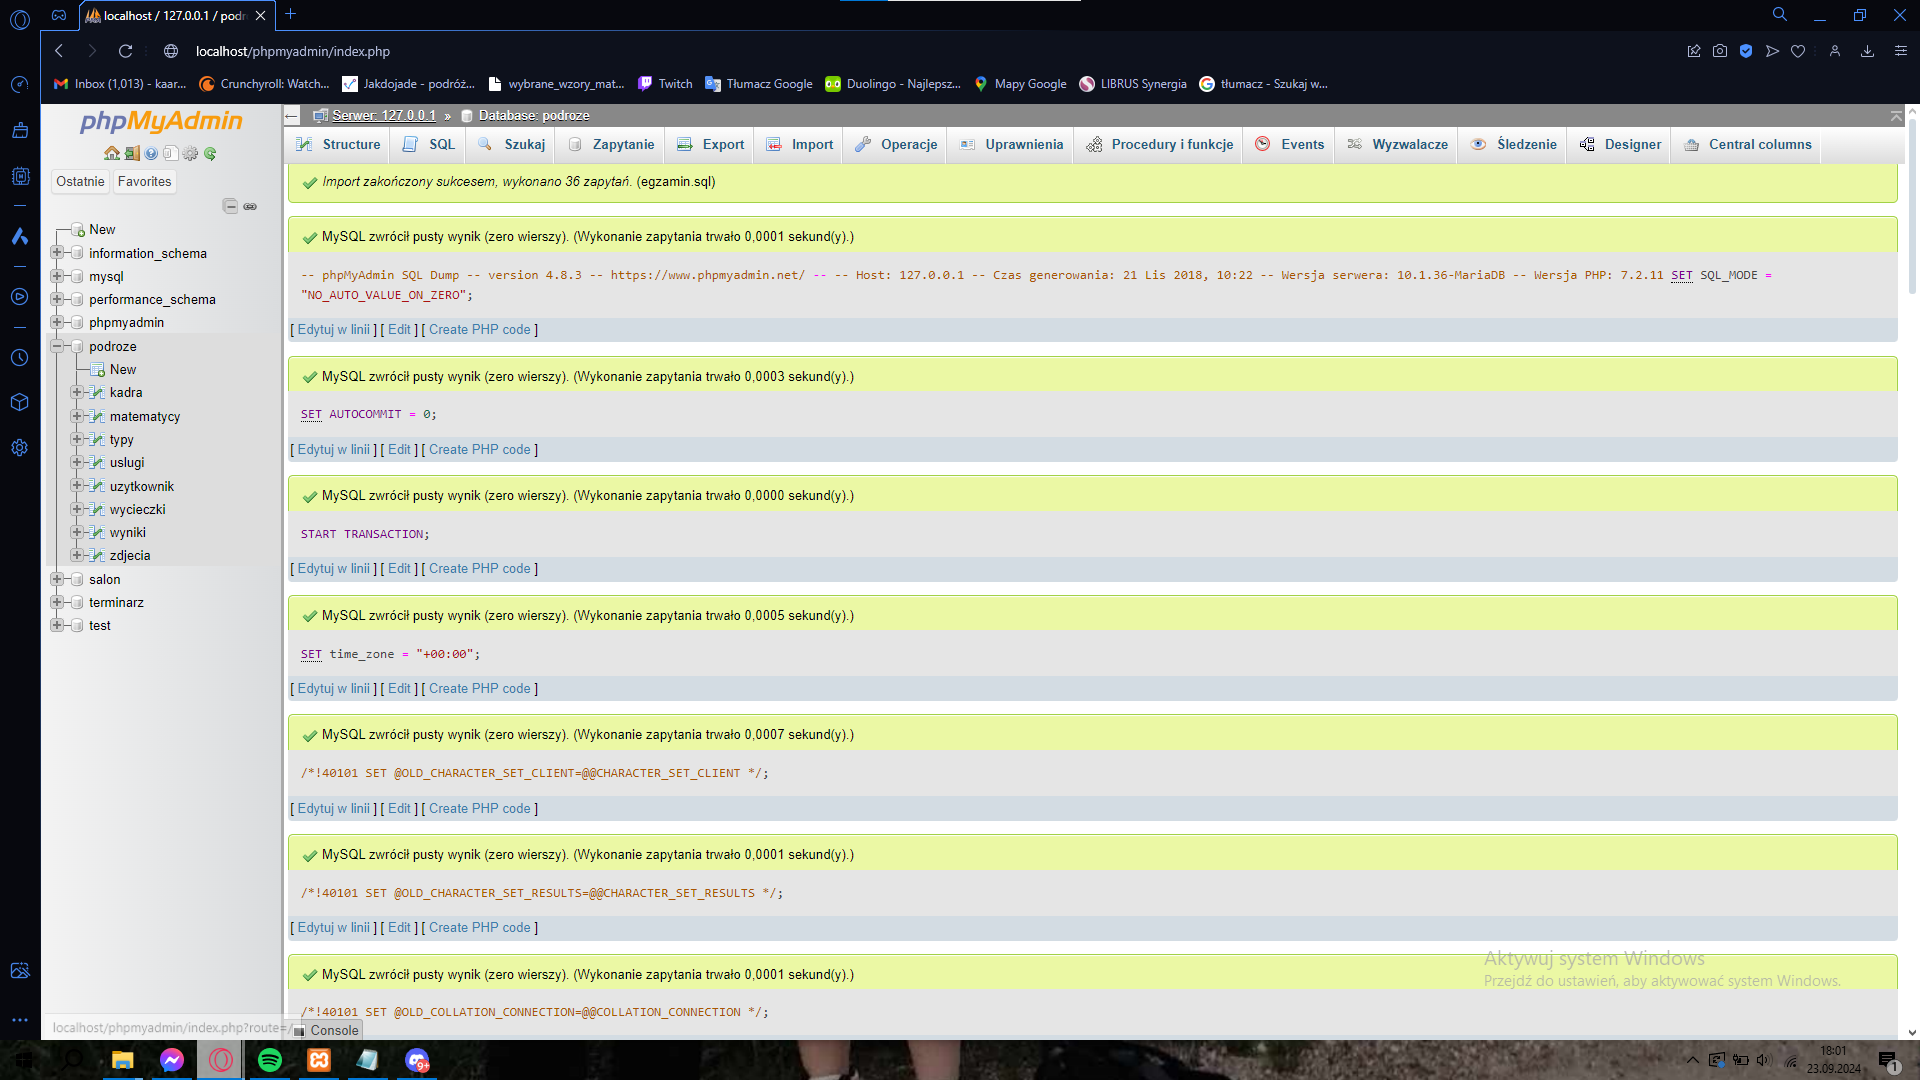 localhost / 127.0.0.1 / podr
localhost/phpmyadmin/index.php
Inbox (1,013) - kaar... Crunchyroll: Watch... Jakdojade - podróż... wybrane_wzory_mat... Twitch Tłumacz Google Duolingo - Najlepsz... Mapy Google LIBRUS Synergia tłumacz - Szukaj w...
phpMyAdmin
Ostatnie Favorites
New
information_schema
mysql
performance_schema
phpmyadmin
podroze
New
kadra
matematycy
typy
uslugi
uzytkownik
wycieczki
wyniki
zdjecia
salon
terminarz
test
localhost/phpmyadmin/index.php?route=/
Serwer: 127.0.0.1 » Database: podroze
Structure SQL Szukaj Zapytanie Export Import Operacje Uprawnienia Procedury i funkcje Events Wyzwalacze Śledzenie Designer Central columns
Import zakończony sukcesem, wykonano 36 zapytań. (egzamin.sql)
MySQL zwrócił pusty wynik (zero wierszy). (Wykonanie zapytania trwało 0,0001 sekund(y).)
-- phpMyAdmin SQL Dump -- version 4.8.3 -- https://www.phpmyadmin.net/ -- -- Host: 127.0.0.1 -- Czas generowania: 21 Lis 2018, 10:22 -- Wersja serwera: 10.1.36-MariaDB -- Wersja PHP: 7.2.11 SET SQL_MODE =
"NO_AUTO_VALUE_ON_ZERO";
[ Edytuj w linii ] [ Edit ] [ Create PHP code ]
MySQL zwrócił pusty wynik (zero wierszy). (Wykonanie zapytania trwało 0,0003 sekund(y).)
SET AUTOCOMMIT = 0;
[ Edytuj w linii ] [ Edit ] [ Create PHP code ]
MySQL zwrócił pusty wynik (zero wierszy). (Wykonanie zapytania trwało 0,0000 sekund(y).)
START TRANSACTION;
[ Edytuj w linii ] [ Edit ] [ Create PHP code ]
MySQL zwrócił pusty wynik (zero wierszy). (Wykonanie zapytania trwało 0,0005 sekund(y).)
SET time_zone = "+00:00";
[ Edytuj w linii ] [ Edit ] [ Create PHP code ]
MySQL zwrócił pusty wynik (zero wierszy). (Wykonanie zapytania trwało 0,0007 sekund(y).)
/*!40101 SET @OLD_CHARACTER_SET_CLIENT=@@CHARACTER_SET_CLIENT */;
[ Edytuj w linii ] [ Edit ] [ Create PHP code ]
MySQL zwrócił pusty wynik (zero wierszy). (Wykonanie zapytania trwało 0,0001 sekund(y).)
/*!40101 SET @OLD_CHARACTER_SET_RESULTS=@@CHARACTER_SET_RESULTS */;
[ Edytuj w linii ] [ Edit ] [ Create PHP code ]
MySQL zwrócił pusty wynik (zero wierszy). (Wykonanie zapytania trwało 0,0001 sekund(y).)
/*!40101 SET @OLD_COLLATION_CONNECTION=@@COLLATION_CONNECTION */;
Console
Aktywuj system Windows
Przejdź do ustawień, aby aktywować system Windows.
9+
18:01
23.09.2024
1